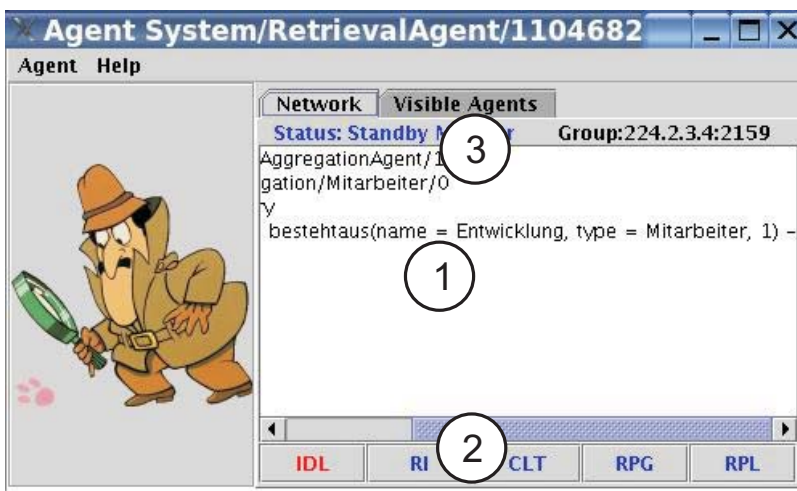 Agent System/RetrievalAgent/1104682
Agent Help
Network Visible Agents
Status: Standby Group:224.2.3.4:2159
3
AggregationAgent/1
gation/Mitarbeiter/0
y
bestehtaus(name = Entwicklung, type = Mitarbeiter, 1) –
1
2
IDL RI CLT RPG RPL